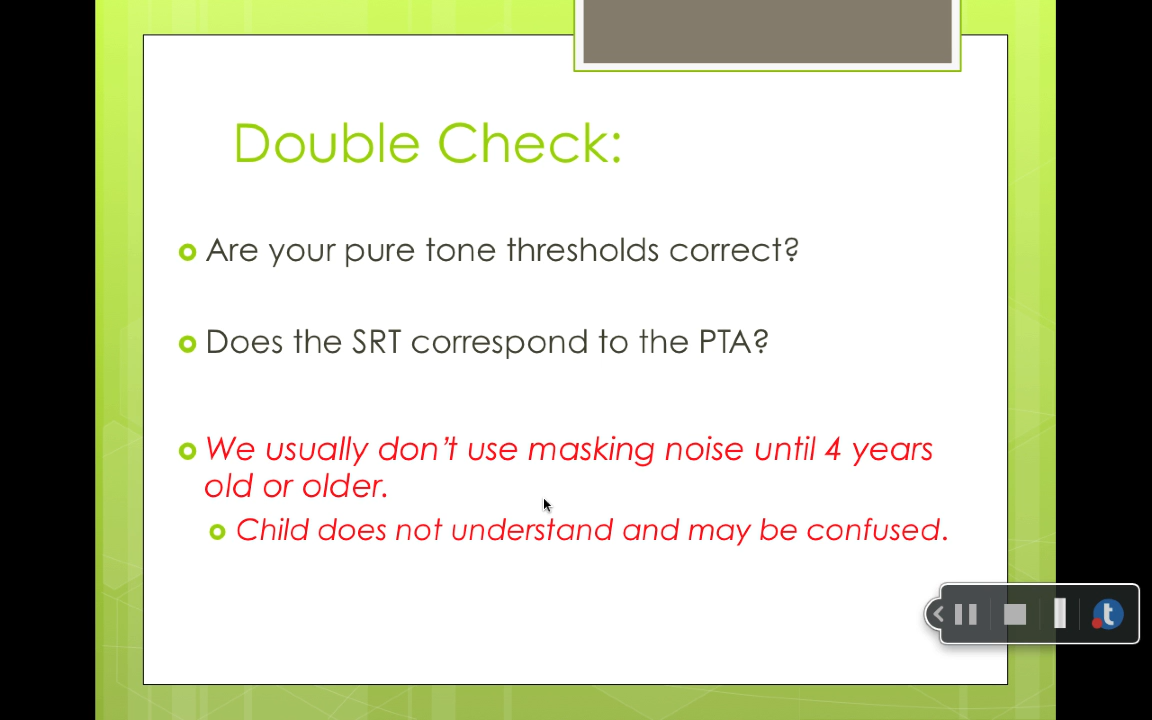 Double Check:
Are your pure tone thresholds correct?
Does the SRT correspond to the PTA?
We usually don't use masking noise until 4 years
old or older.
Child does not understand and may be confused.
t